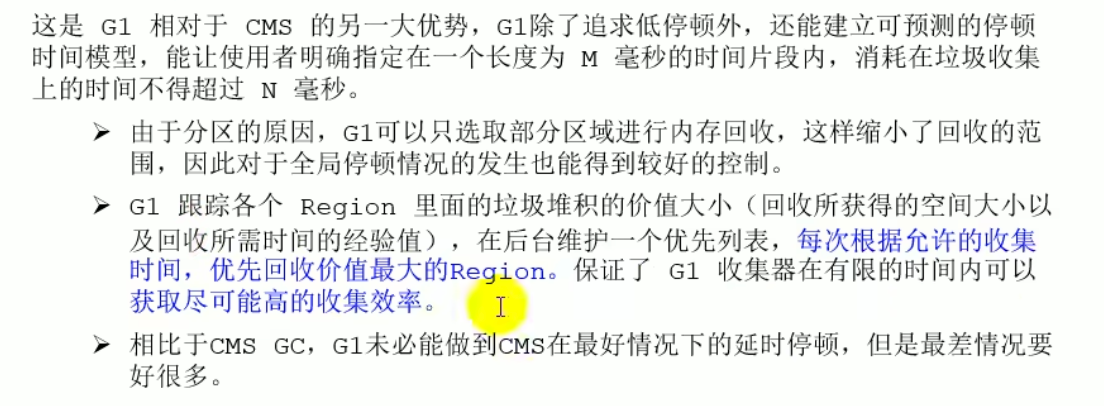 这是 G1 相对于 CMS 的另一大优势，G1除了追求低停顿外，还能建立可预测的停顿
时间模型，能让使用者明确指定在一个长度为 M 毫秒的时间片段内，消耗在垃圾收集
上的时间不得超过 N 毫秒。
➢ 由于分区的原因，G1可以只选取部分区域进行内存回收，这样缩小了回收的范
围，因此对于全局停顿情况的发生也能得到较好的控制。
➢ G1 跟踪各个 Region 里面的垃圾堆积的价值大小（回收所获得的空间大小以
及回收所需时间的经验值），在后台维护一个优先列表，每次根据允许的收集
时间，优先回收价值最大的Region。保证了 G1 收集器在有限的时间内可以
获取尽可能高的收集效率。
➢ 相比于CMS GC，G1未必能做到CMS在最好情况下的延时停顿，但是最差情况要
好很多。